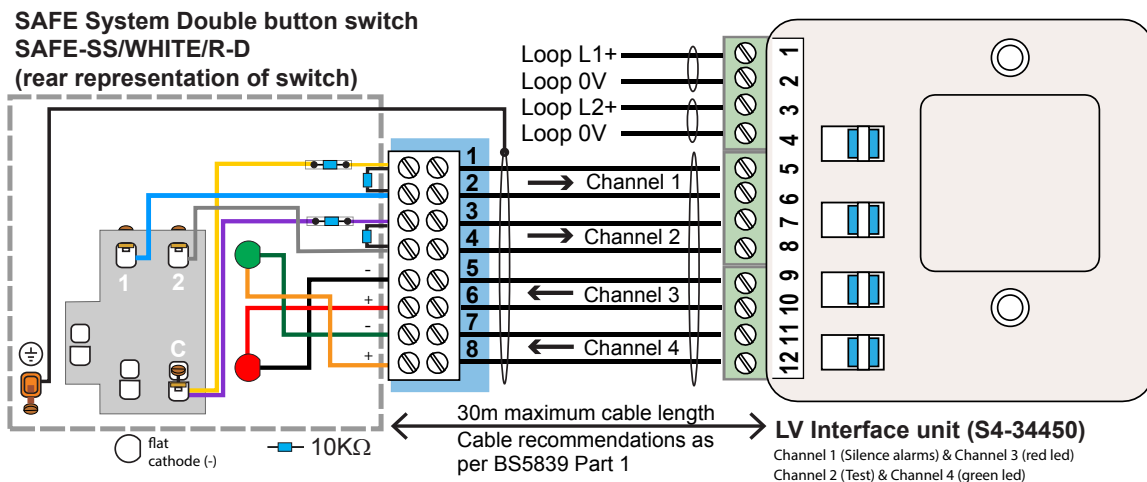 SAFE System Double button switch
SAFE-SS/WHITE/R-D
(rear representation of switch)
Loop L1+
Loop 0V
Loop L2+
Loop 0V
1
2
3
4
5
6
7
8
9
10
11
12
1
2
3
4
5
6
7
8
Channel 1
Channel 2
Channel 3
Channel 4
-
+
-
+
1
2
C
flat
cathode (-)
10KΩ
30m maximum cable length
Cable recommendations as
per BS5839 Part 1
LV Interface unit (S4-34450)
Channel 1 (Silence alarms) & Channel 3 (red led)
Channel 2 (Test) & Channel 4 (green led)